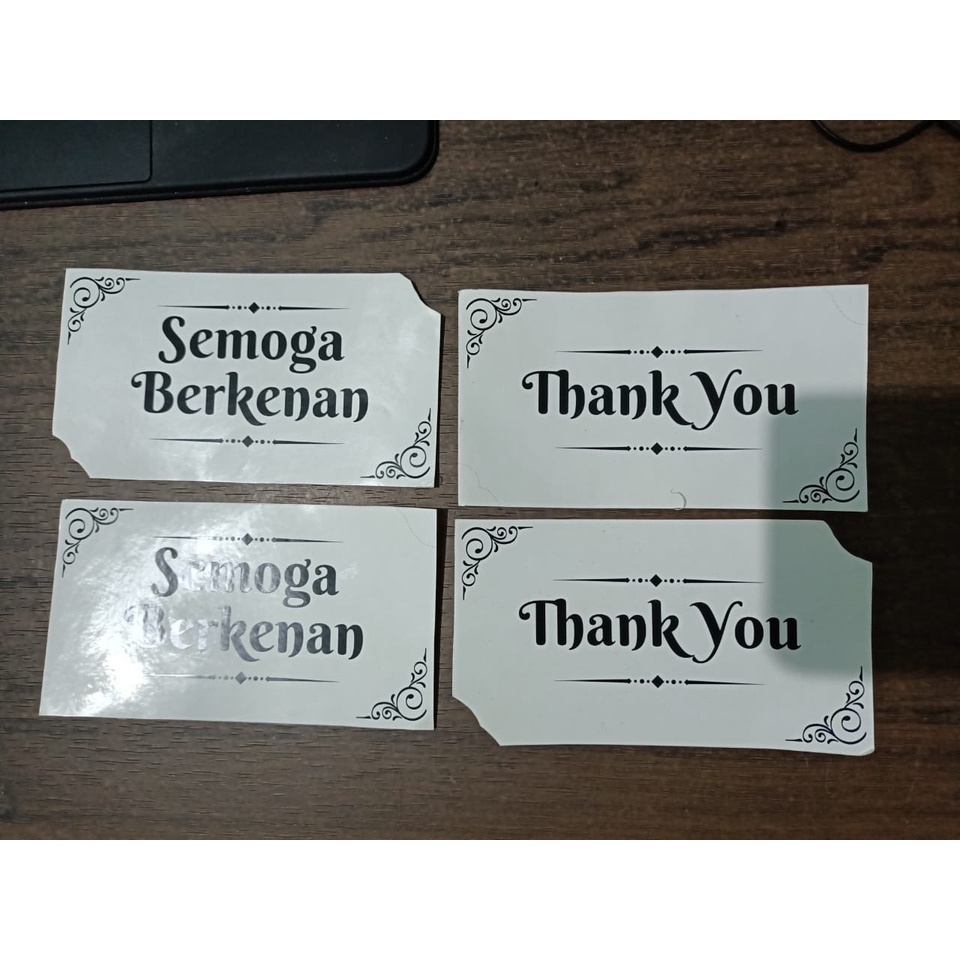 Semoga
Berkenan
Thank You
Semoga
Berkenan
Thank You